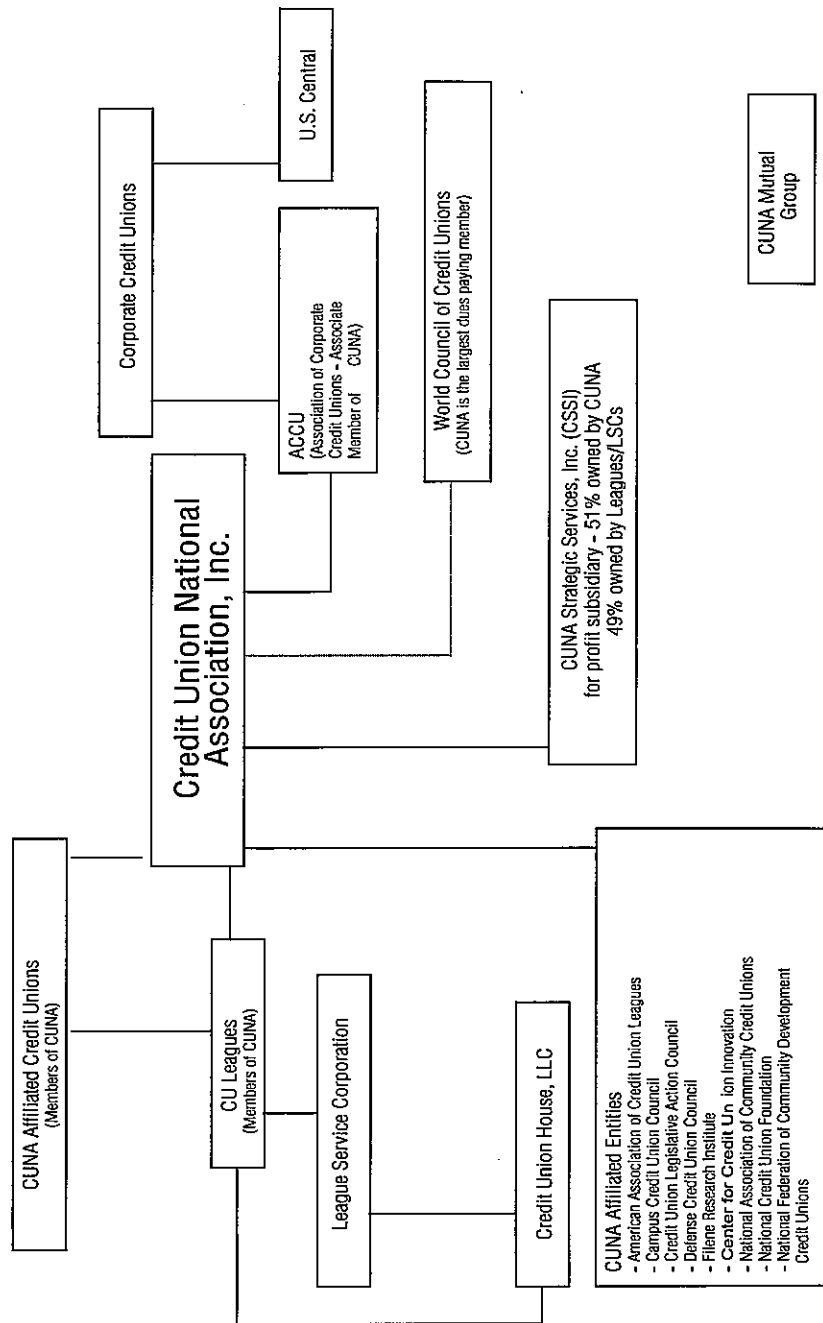 CUNA Affiliated Credit Unions
(Members of CUNA)
Corporate Credit Unions
Credit Union National
Association, Inc.
CU Leagues
(Members of CUNA)
ACCU
(Association of Corporate
Credit Unions – Associate
Member of CUNA)
U.S. Central
League Service Corporation
World Council of Credit Unions
(CUNA is the largest dues paying member)
Credit Union House, LLC
CUNA Strategic Services, Inc. (CSSI)
for profit subsidiary – 51% owned by CUNA
49% owned by Leagues/LSCs
CUNA Affiliated Entities
- American Association of Credit Union Leagues
- Campus Credit Union Council
- Credit Union Legislative Action Council
- Defense Credit Union Council
- Filene Research Institute
- Center for Credit Un ion Innovation
- National Association of Community Credit Unions
- National Credit Union Foundation
- National Federation of Community Development
Credit Unions
CUNA Mutual
Group